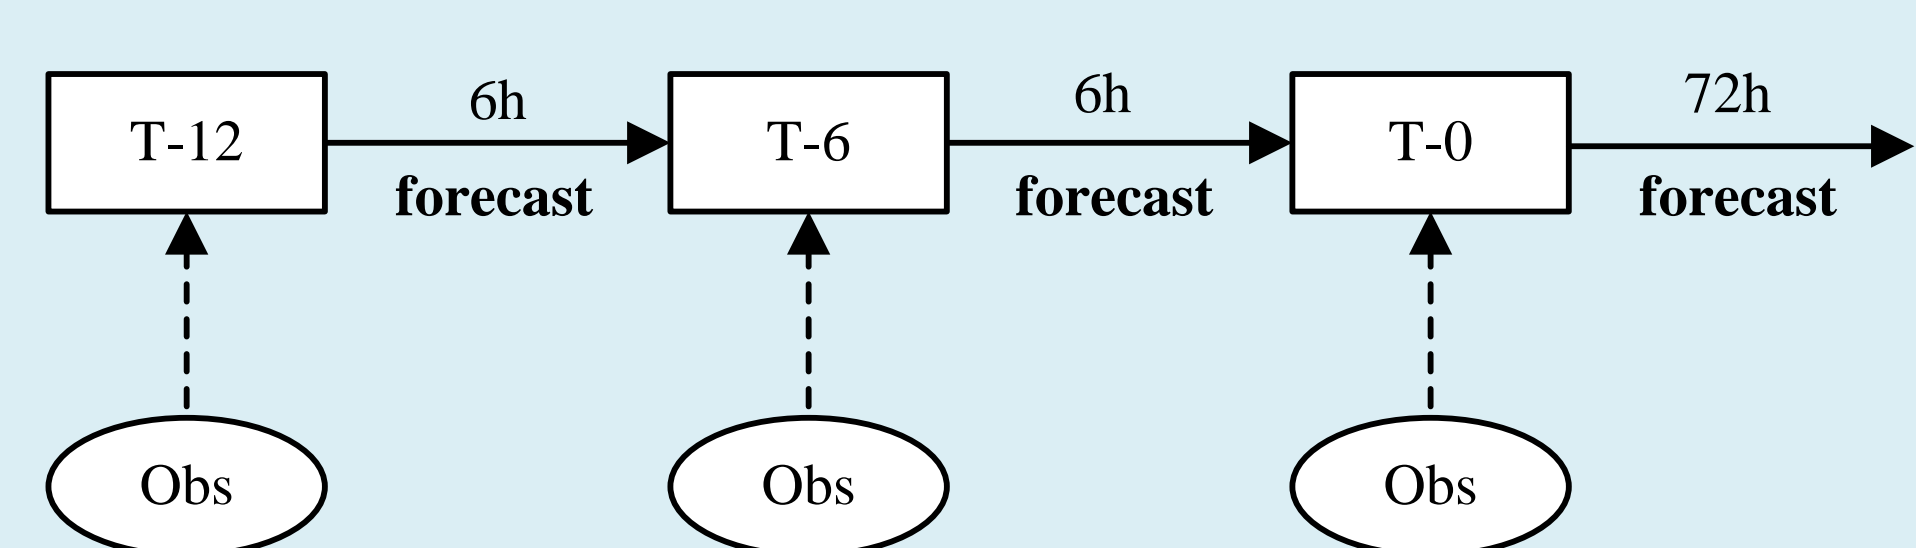 6h
6h
72h
T-12
T-6
T-0
forecast
forecast
forecast
Obs
Obs
Obs